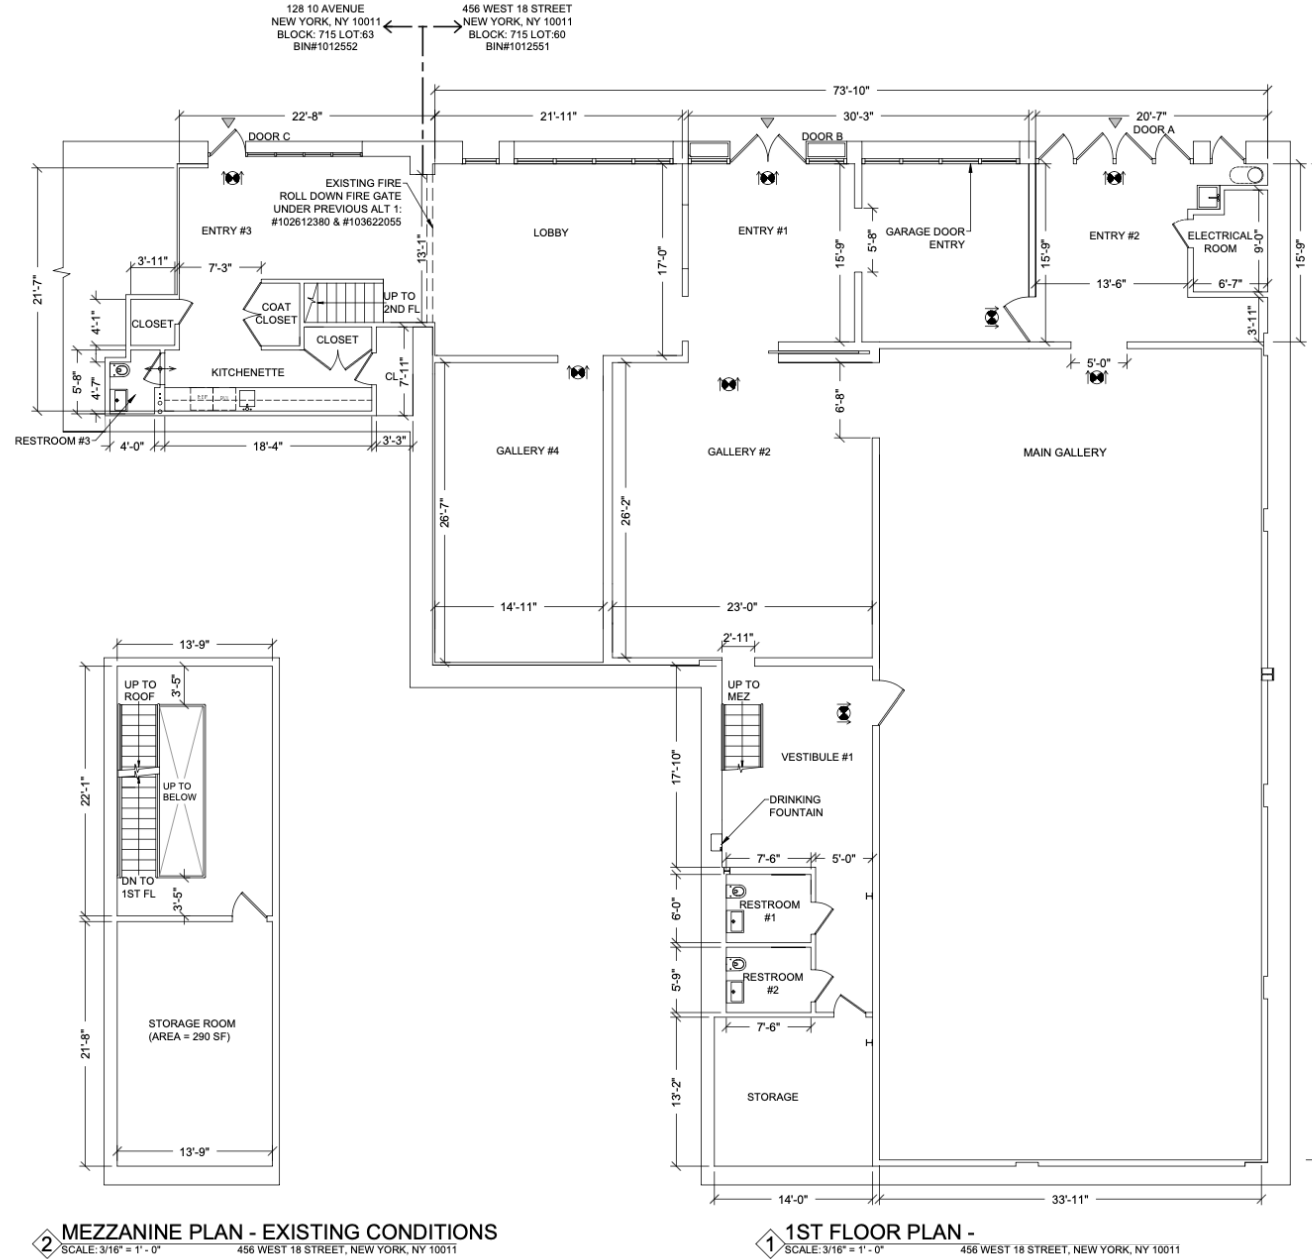 128 10 AVENUE
NEW YORK, NY 10011
BLOCK: 715 LOT:63
BIN#1012552
456 WEST 18 STREET
NEW YORK, NY 10011
BLOCK: 715 LOT:60
BIN#1012551
73'-10"
22'-8"
21'-11"
30'-3"
20'-7"
DOOR C
DOOR B
DOOR A
EXISTING FIRE
ROLL DOWN FIRE GATE
UNDER PREVIOUS ALT 1:
#102612380 & #103622055
ENTRY #3
LOBBY
ENTRY #1
GARAGE DOOR
ENTRY
ENTRY #2
ELECTRICAL
ROOM
21'-7"
13'-1"
17'-0"
15'-9"
5'-8"
15'-9"
9'-0"
15'-9"
3'-11"
7'-3"
13'-6"
6'-7"
3'-11"
UP TO
2ND FL
COAT
CLOSET
CLOSET
4'-1"
CLOSET
KITCHENETTE
CL.
7'-11"
5'-8"
4'-7"
5'-0"
6'-8"
RESTROOM #3
4'-0"
18'-4"
3'-3"
GALLERY #4
GALLERY #2
MAIN GALLERY
26'-7"
26'-2"
14'-11"
23'-0"
2'-11"
13'-9"
UP TO
ROOF
3'-5"
UP TO
MEZ
VESTIBULE #1
17'-10"
22'-1"
UP TO
BELOW
DRINKING
FOUNTAIN
DN TO
1ST FL
3'-5"
7'-6"
5'-0"
6'-0"
RESTROOM
#1
5'-9"
RESTROOM
#2
7'-6"
STORAGE ROOM
(AREA = 290 SF)
21'-8"
13'-2"
STORAGE
13'-9"
14'-0"
33'-11"
2
MEZZANINE PLAN - EXISTING CONDITIONS
SCALE: 3/16" = 1' - 0"
456 WEST 18 STREET, NEW YORK, NY 10011
1
1ST FLOOR PLAN -
SCALE: 3/16" = 1' - 0"
456 WEST 18 STREET, NEW YORK, NY 10011